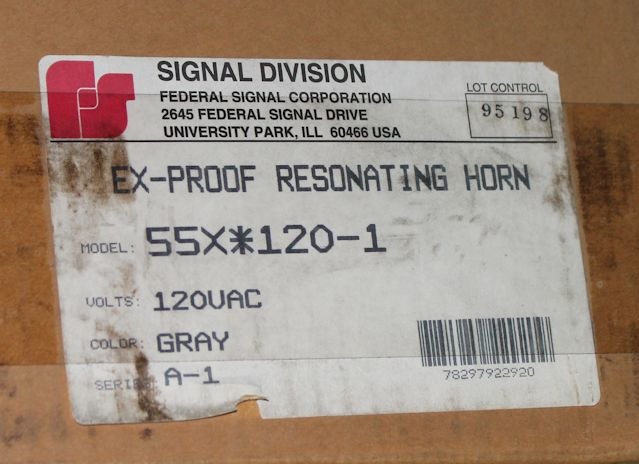 SIGNAL DIVISION
FEDERAL SIGNAL CORPORATION
2645 FEDERAL SIGNAL DRIVE
UNIVERSITY PARK, ILL 60466 USA
LOT CONTROL
95198
EX-PROOF RESONATING HORN
MODEL: 55X*120-1
VOLTS: 120VAC
COLOR: GRAY
SERIES: A-1
78297922920